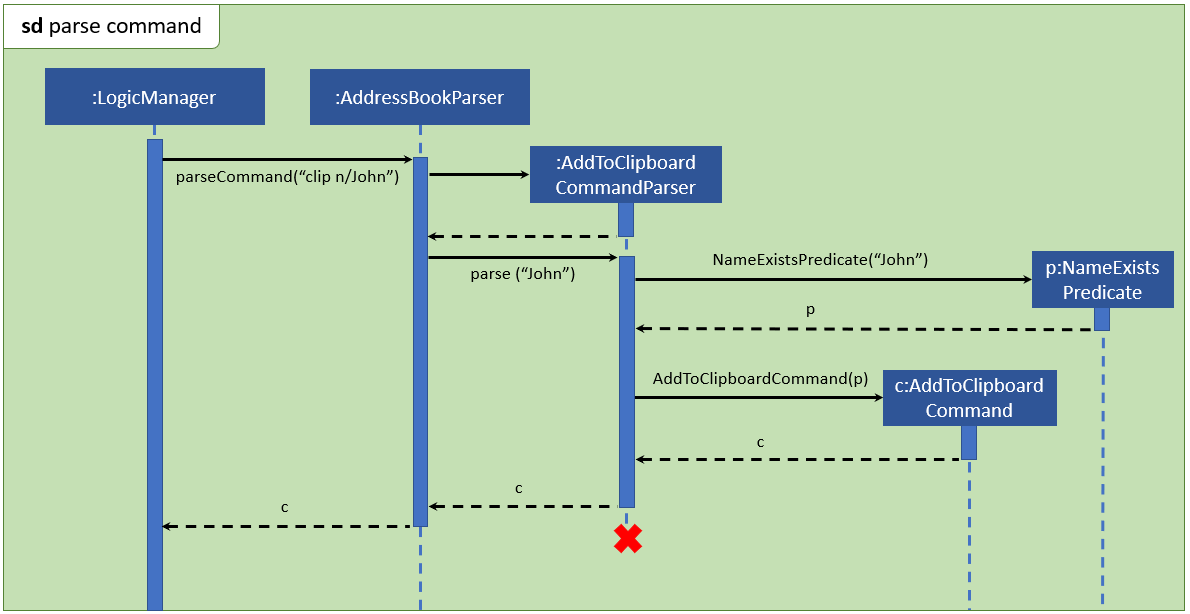 sd parse command
:LogicManager
:AddressBookParser
parseCommand(“clip n/John”)
:AddToClipboard
CommandParser
parse (“John”)
NameExistsPredicate(“John”)
p:NameExists
Predicate
p
AddToClipboardCommand(p)
c:AddToClipboard
Command
c
c
c